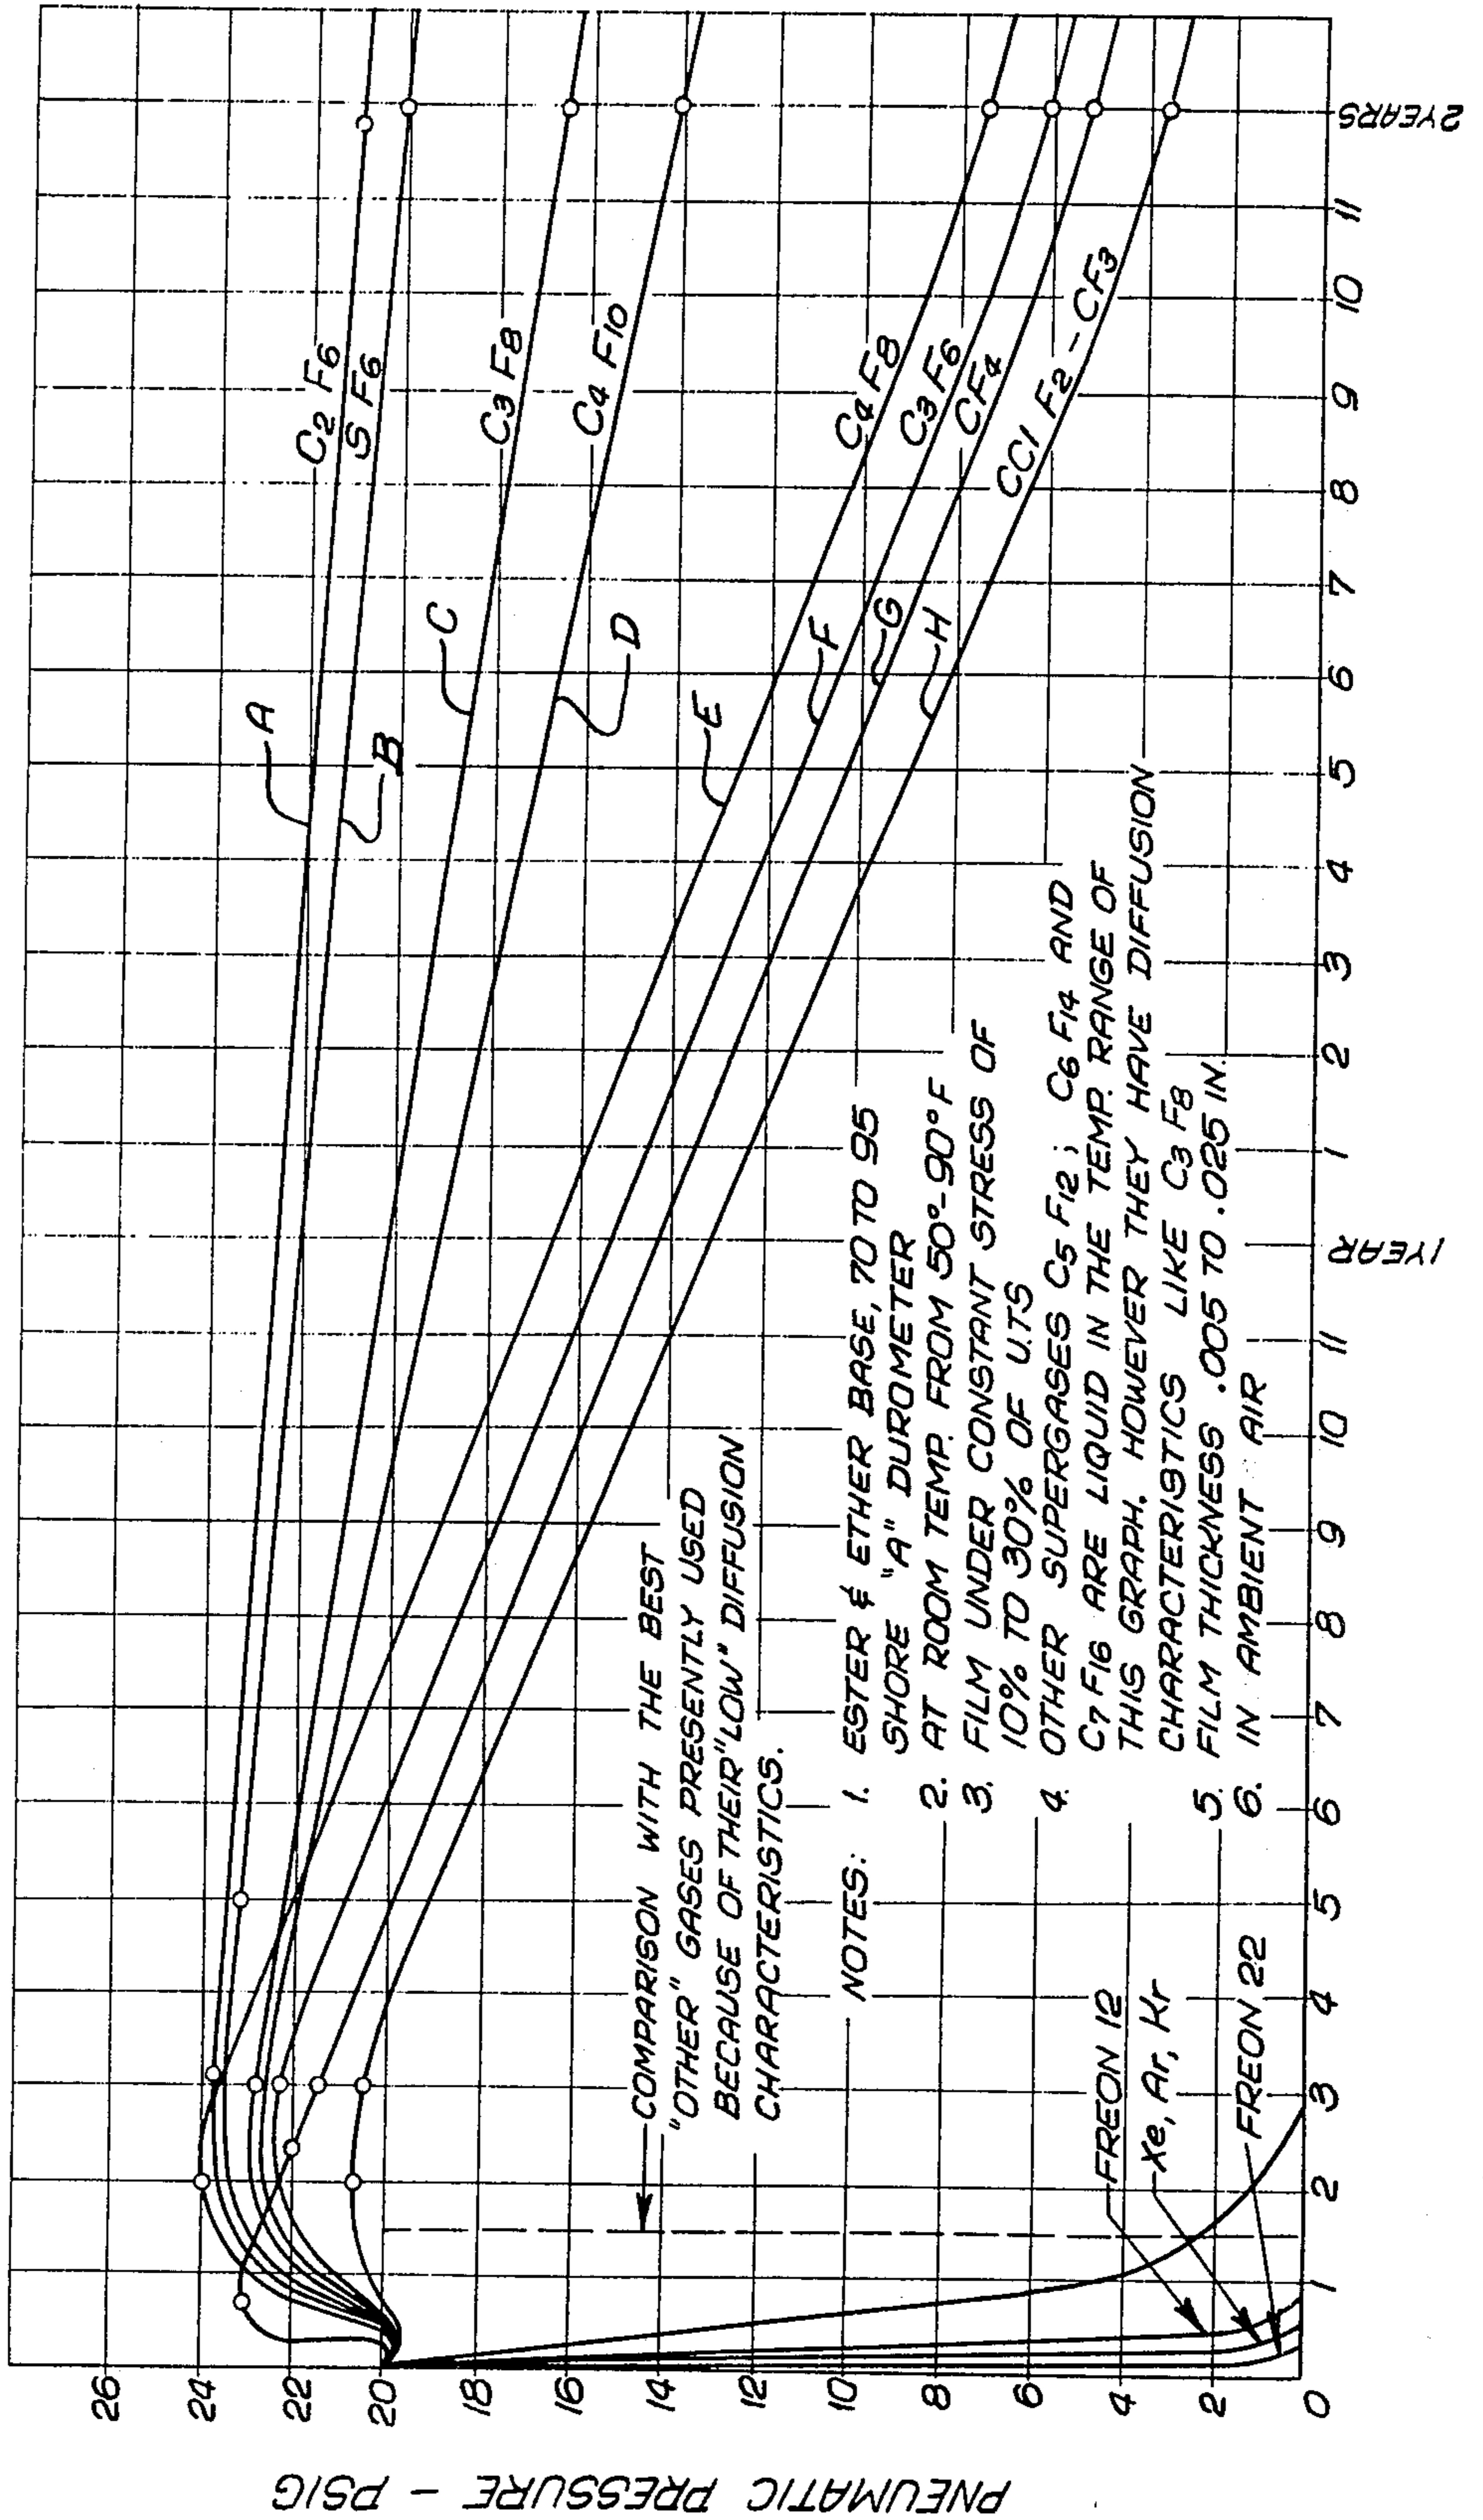 PNEUMATIC PRESSURE - PSIG
26
24
22
20
18
16
14
12
10
8
6
4
2
0
A
B
C
D
E
F
G
H
C2 F6
S F6
C3 F8
C4 F10
C4 F8
C3 F6
CF4
CCl F2 - CF3
COMPARISON WITH THE BEST
"OTHER" GASES PRESENTLY USED
BECAUSE OF THEIR "LOW" DIFFUSION
CHARACTERISTICS.
NOTES: 1. ESTER & ETHER BASE, 70 TO 95
SHORE "A" DUROMETER
2. AT ROOM TEMP. FROM 50°-90°F
3. FILM UNDER CONSTANT STRESS OF
10% TO 30% OF U.TS
4. OTHER SUPERGASES C5 F12; C6 F14 AND
C7 F16 ARE LIQUID IN THE TEMP. RANGE OF
THIS GRAPH. HOWEVER THEY HAVE DIFFUSION
CHARACTERISTICS LIKE C3 F8
5. FILM THICKNESS .005 TO .025 IN.
6. IN AMBIENT AIR
FREON 12
Xe, Ar, Kr
FREON 22
1 2 3 4 5 6 7 8 9 10 11 1YEAR 1 2 3 4 5 6 7 8 9 10 11 2YEARS